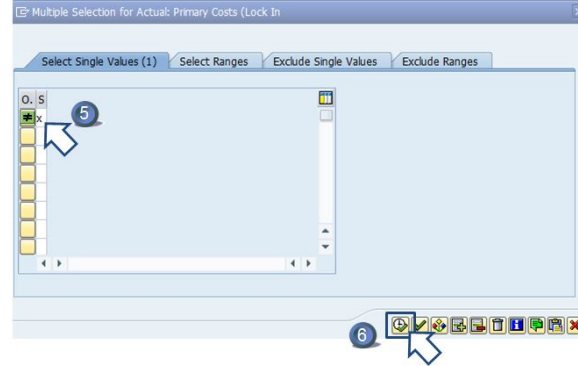 Multiple Selection for Actual: Primary Costs (Lock In
Select Single Values (1) Select Ranges Exclude Single Values Exclude Ranges
O. S
≠ x 5
6